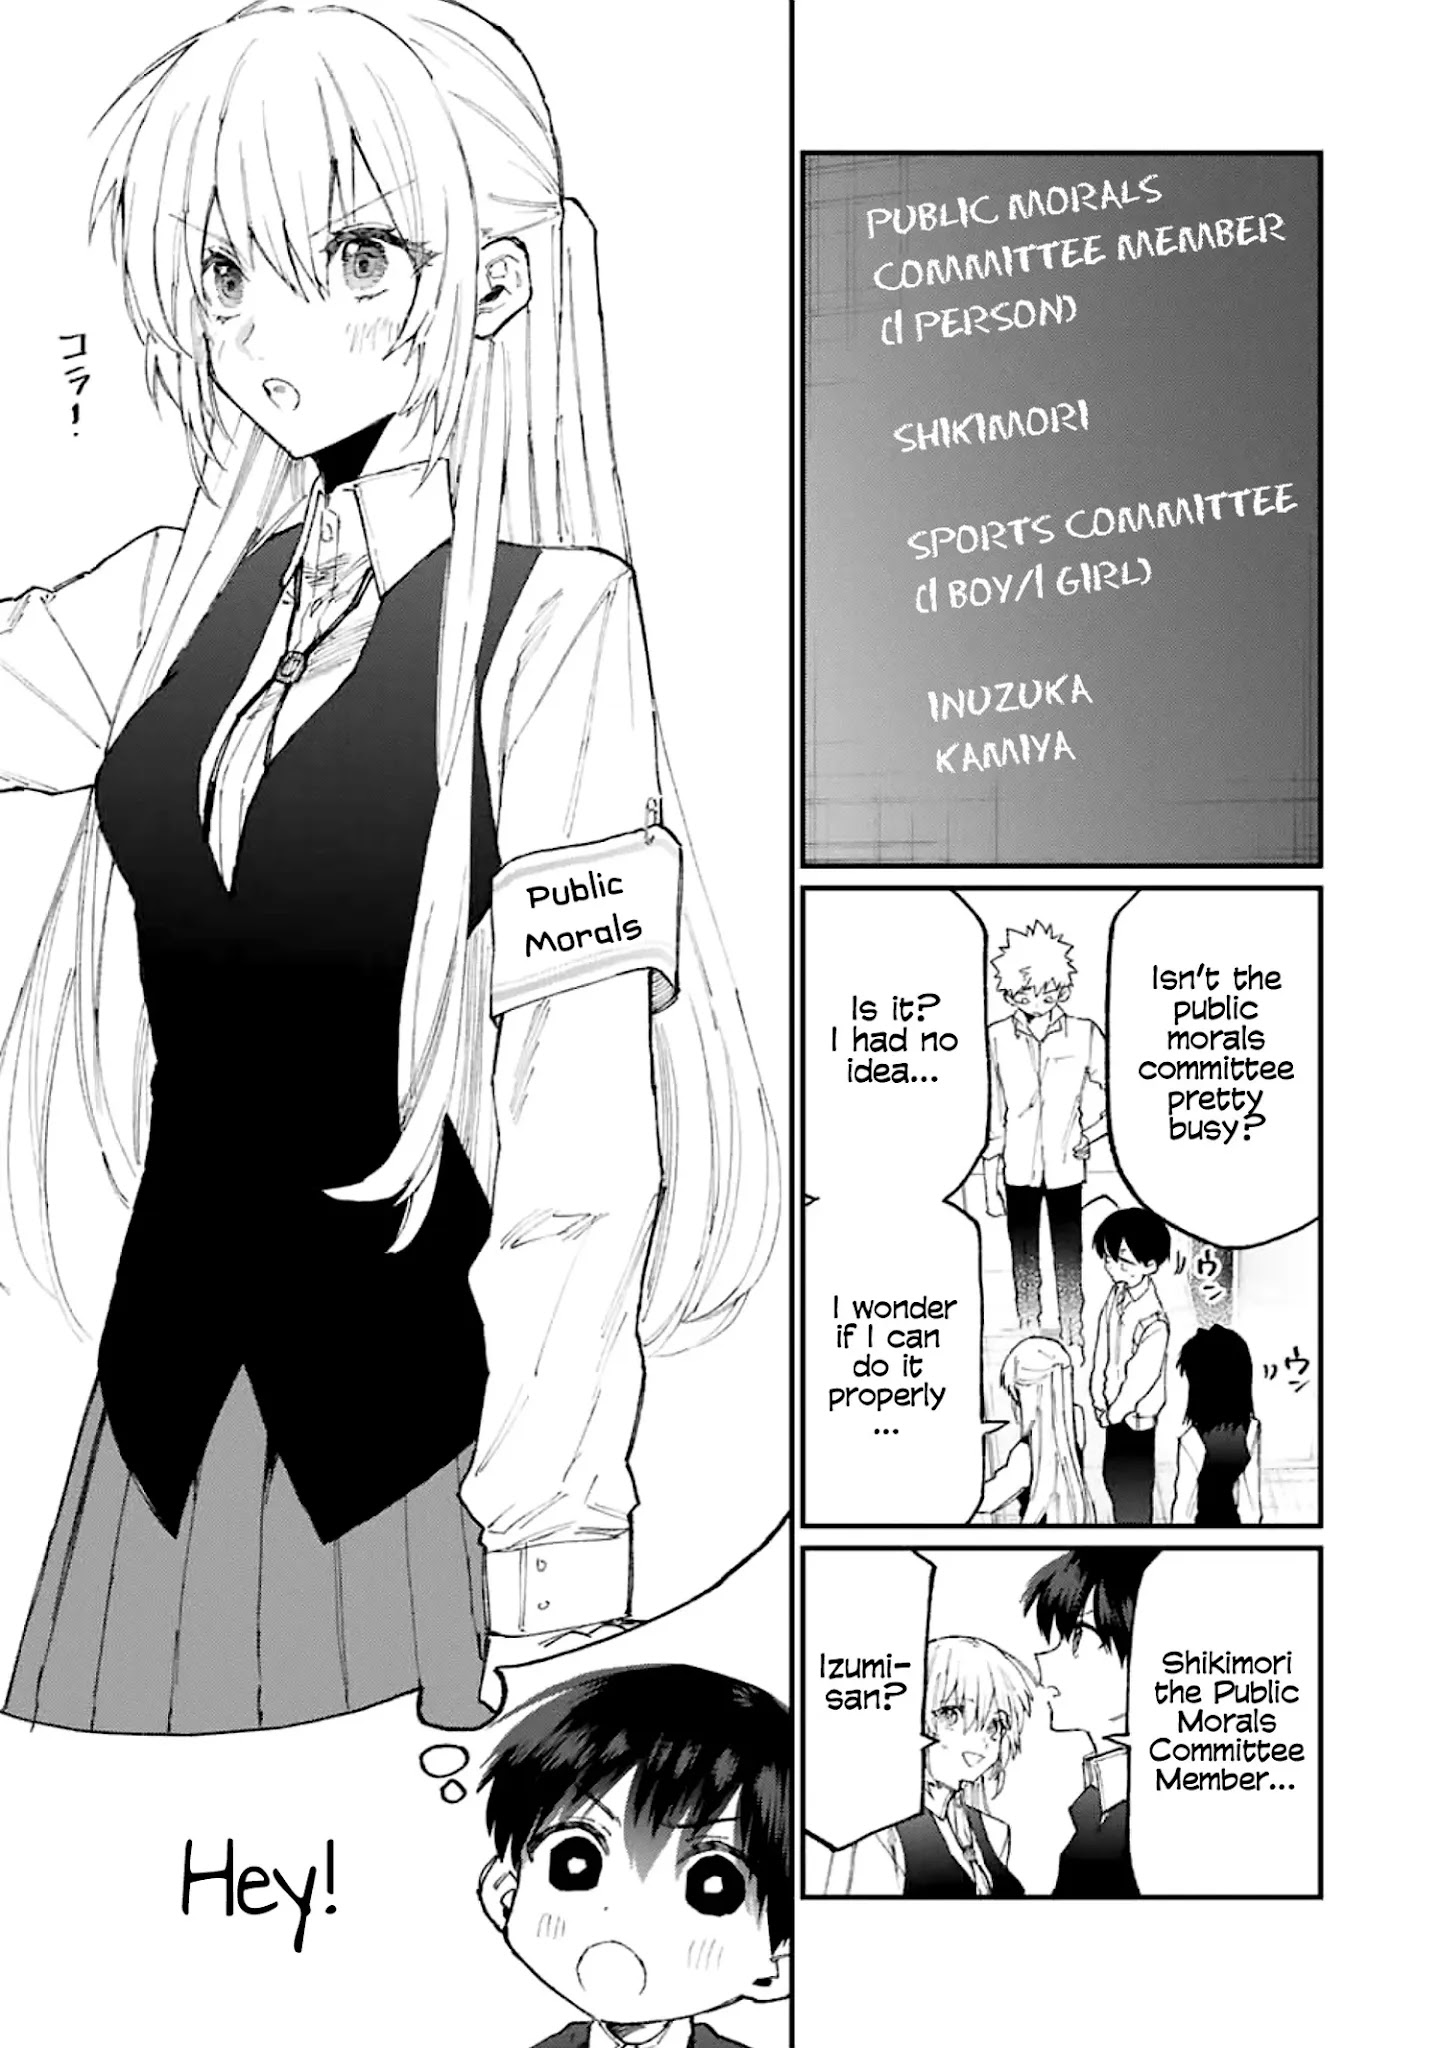 PUBLIC MORALS
COMMITTEE MEMBER
(1 PERSON)
SHIKIMORI
SPORTS COMMITTEE
(1 BOY/1 GIRL)
INUZUKA
KAMIYA
Isn't the
public
morals
committee
pretty
busy?
Is it?
I had no
idea...
I wonder
if I can
do it
properly
...
ウン
ウン
Shikimori
the Public
Morals
Committee
Member...
Izumi-
san?
コラー!
Public
Morals
Hey!